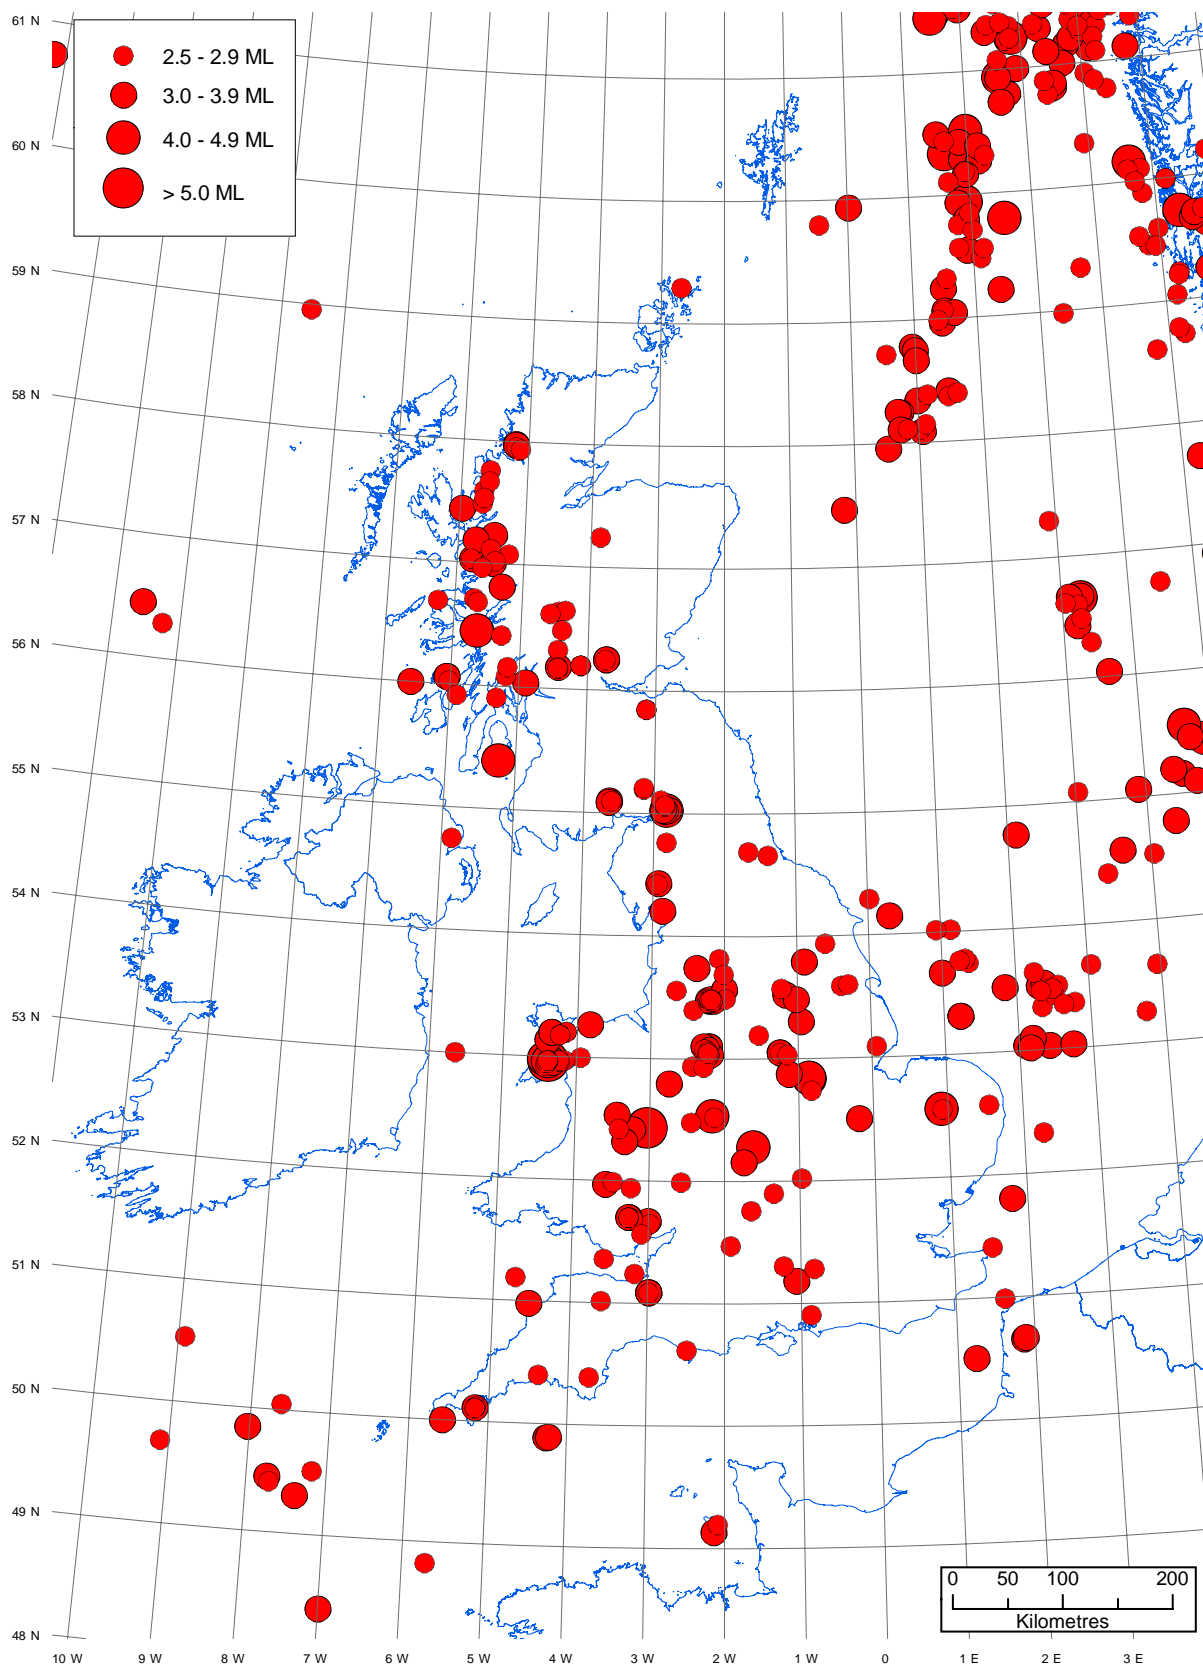 61 N
2.5 - 2.9 ML
3.0 - 3.9 ML
4.0 - 4.9 ML
> 5.0 ML
60 N
59 N
58 N
57 N
56 N
55 N
54 N
53 N
52 N
51 N
50 N
49 N
48 N
0 50 100 200
Kilometres
10 W 9 W 8 W 7 W 6 W 5 W 4 W 3 W 2 W 1 W 0 1 E 2 E 3 E